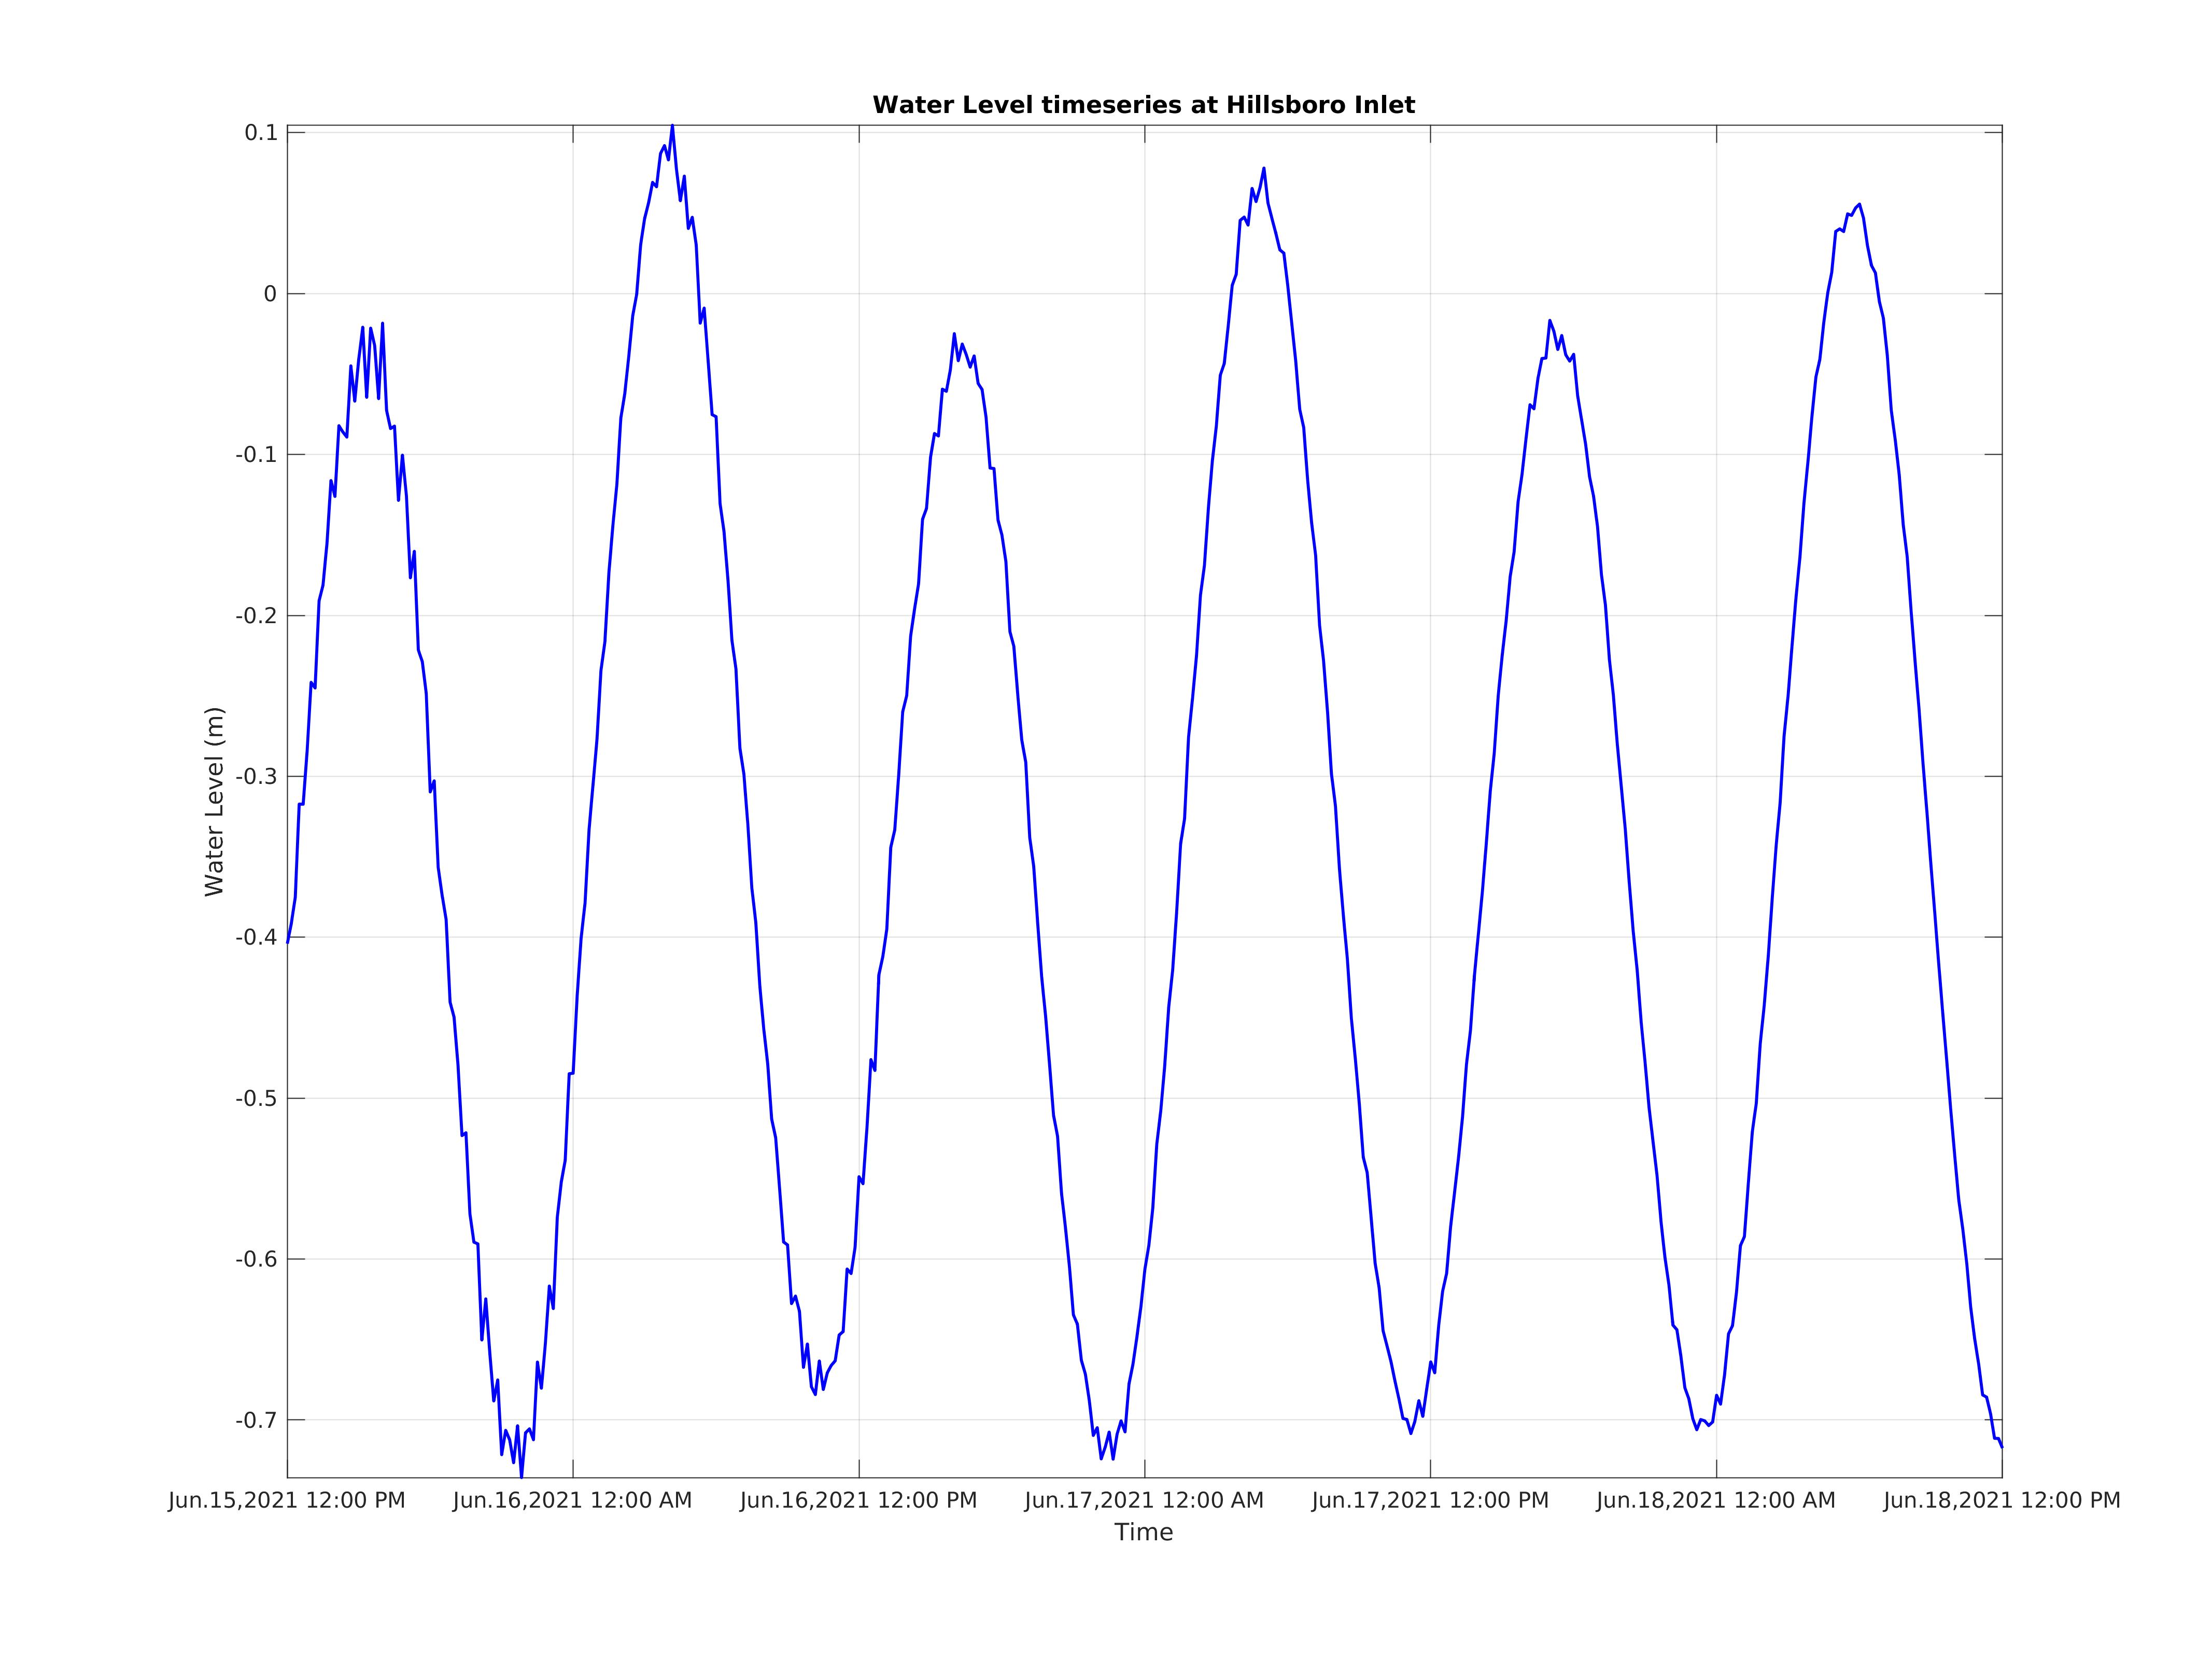 Water Level timeseries at Hillsboro Inlet
0.1
0
-0.1
-0.2
-0.3
-0.4
-0.5
-0.6
-0.7
Water Level (m)
Jun.15,2021 12:00 PM
Jun.16,2021 12:00 AM
Jun.16,2021 12:00 PM
Jun.17,2021 12:00 AM
Jun.17,2021 12:00 PM
Jun.18,2021 12:00 AM
Jun.18,2021 12:00 PM
Time